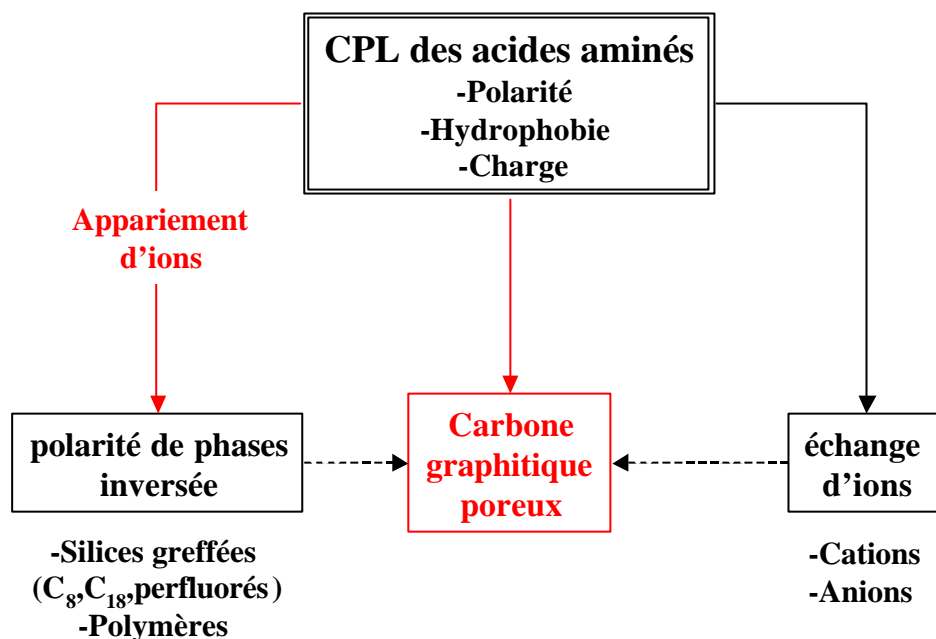 CPL des acides aminés
-Polarité
-Hydrophobie
-Charge
Appariement
d’ions
polarité de phases
inversée
Carbone
graphitique
poreux
échange
d’ions
-Silices greffées
(C₈,C₁₈,perfluorés)
-Polymères
-Cations
-Anions